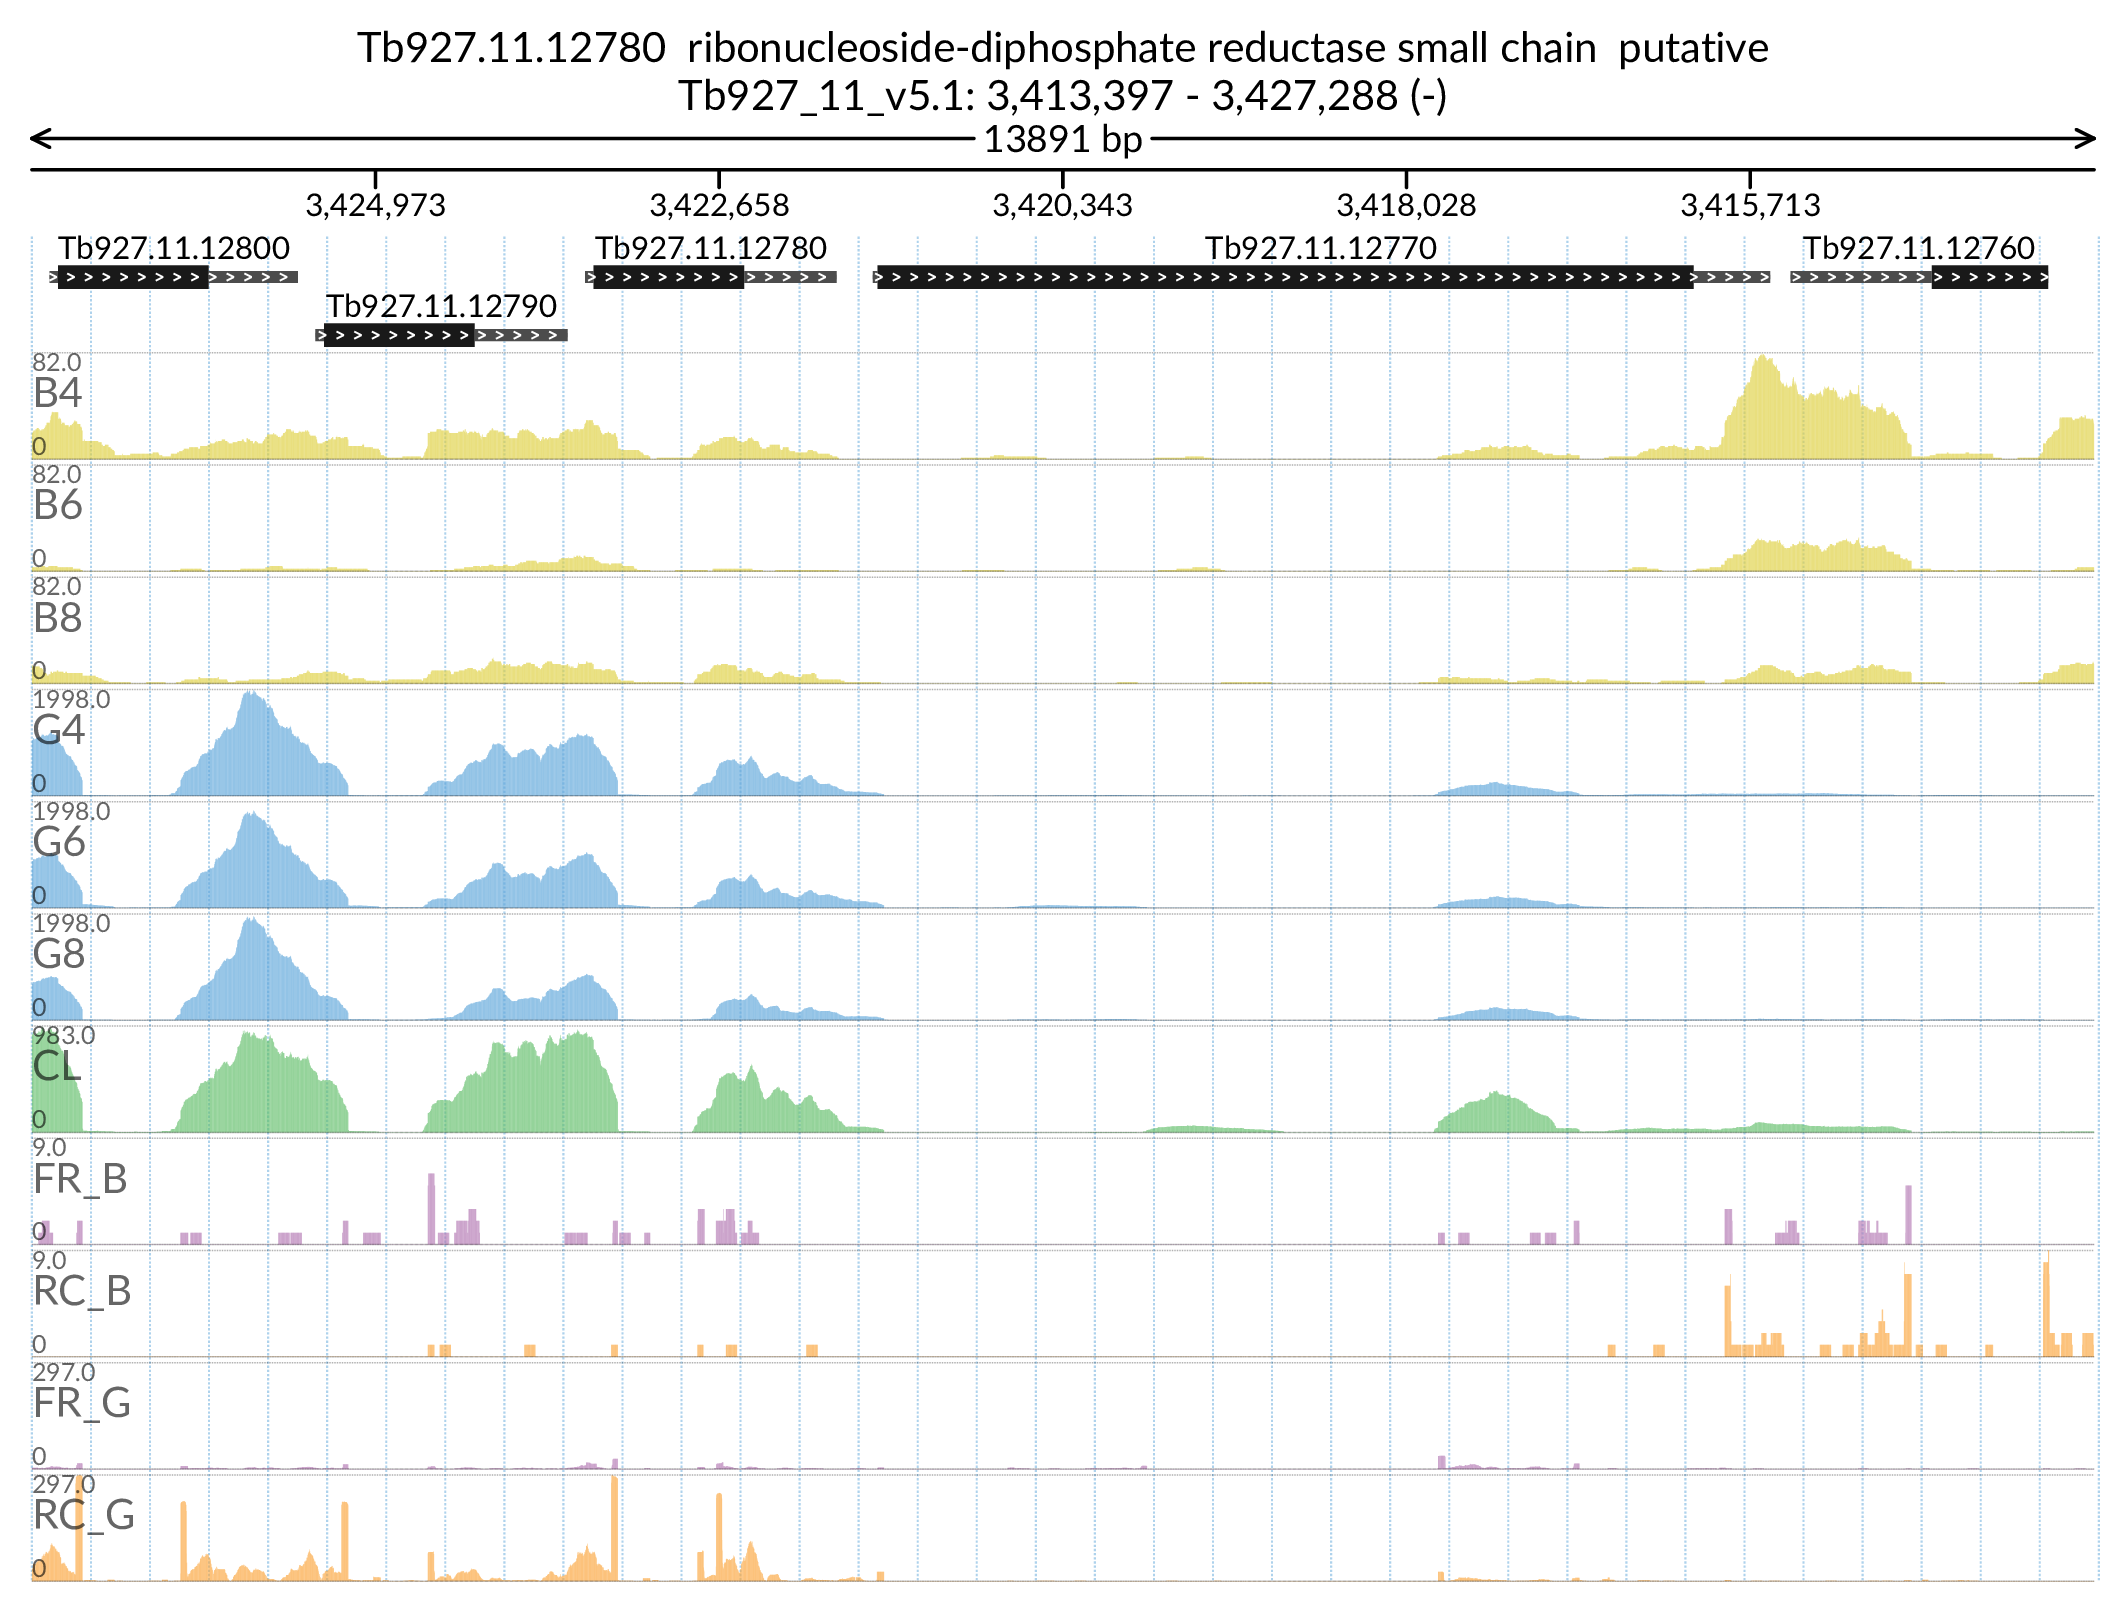 Tb927.11.12780  ribonucleoside-diphosphate reductase small chain  putative
Tb927_11_v5.1: 3,413,397 - 3,427,288 (-)
13891 bp
3,424,973 3,422,658 3,420,343 3,418,028 3,415,713
Tb927.11.12800 Tb927.11.12780 Tb927.11.12770 Tb927.11.12760
Tb927.11.12790
82.0
B4
0
82.0
B6
0
82.0
B8
0
1998.0
G4
0
1998.0
G6
0
1998.0
G8
0
983.0
CL
0
9.0
FR_B
0
9.0
RC_B
0
297.0
FR_G
0
297.0
RC_G
0